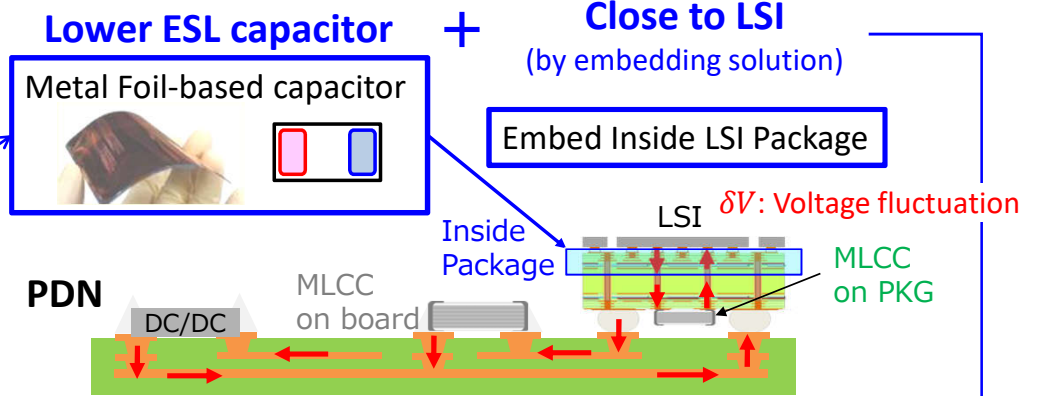 Lower ESL capacitor
+
Close to LSI
(by embedding solution)
Metal Foil-based capacitor
Embed Inside LSI Package
LSI
δV: Voltage fluctuation
Inside
Package
MLCC
on PKG
PDN
MLCC
on board
DC/DC